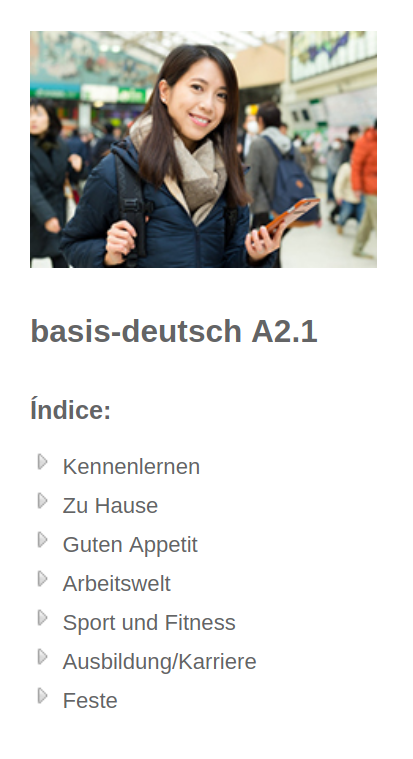 basis-deutsch A2.1
Índice:
Kennenlernen
Zu Hause
Guten Appetit
Arbeitswelt
Sport und Fitness
Ausbildung/Karriere
Feste